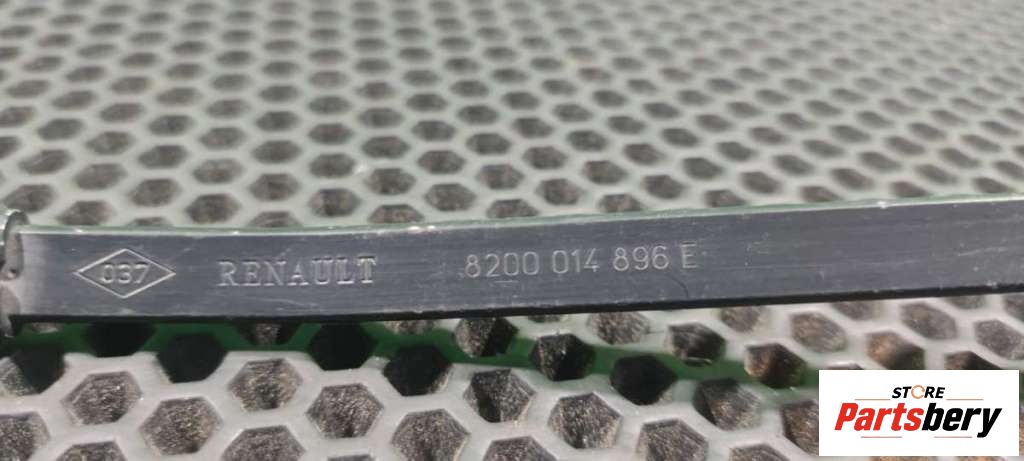 037 RENAULT 8200 014 896 E
STORE
Partsbery